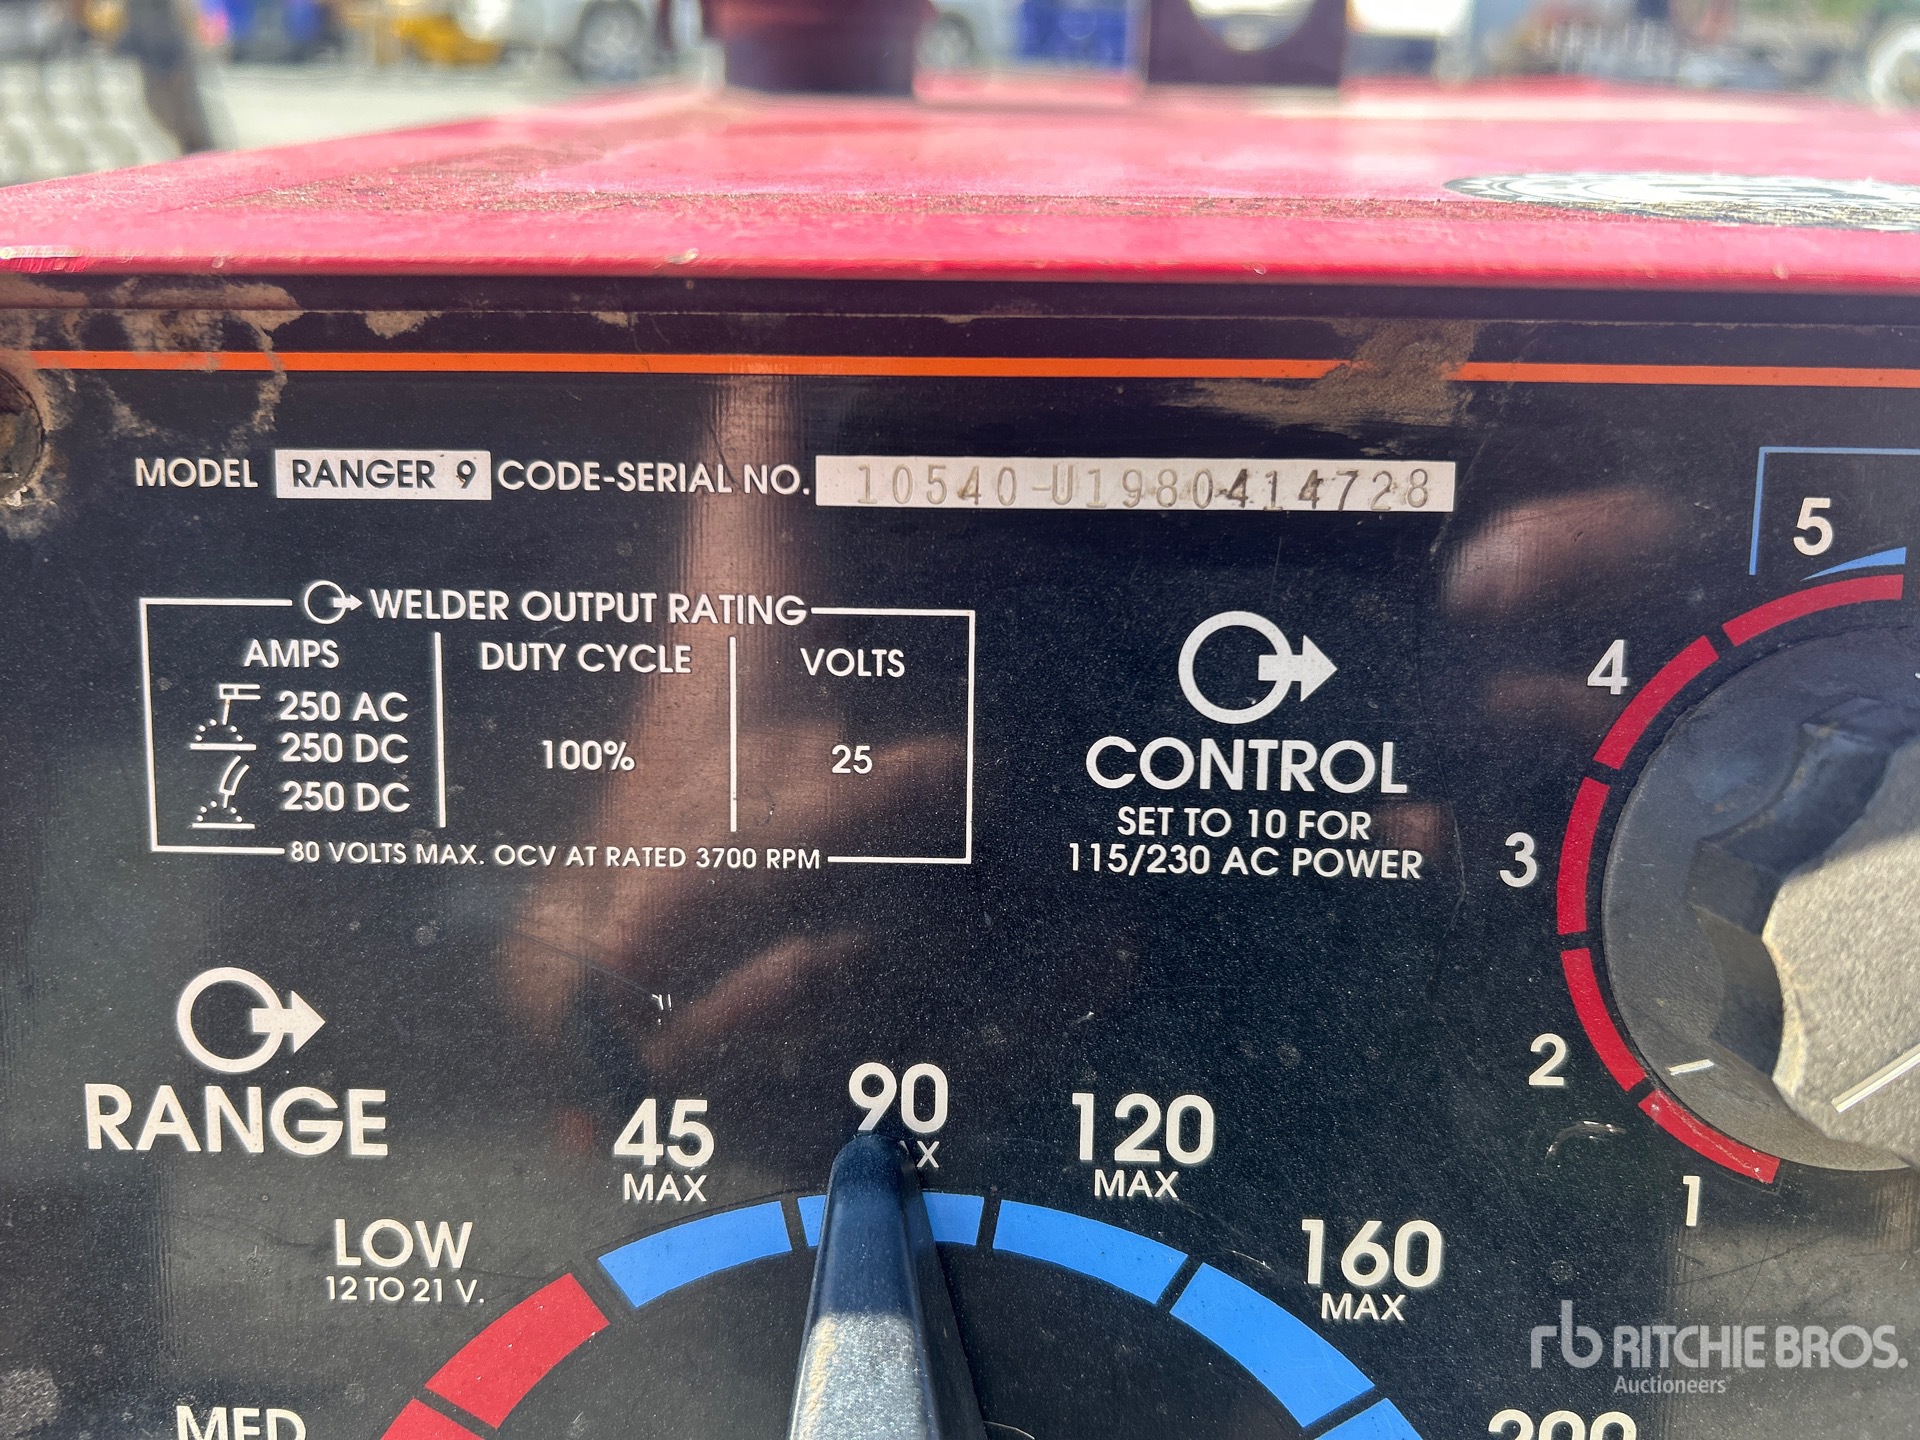 MODEL RANGER 9 CODE-SERIAL NO. 10540-U1980414728
5
WELDER OUTPUT RATING
AMPS DUTY CYCLE VOLTS
250 AC
250 DC 100% 25
250 DC
80 VOLTS MAX. OCV AT RATED 3700 RPM
CONTROL
SET TO 10 FOR
115/230 AC POWER
4
3
2
1
RANGE
45
MAX
90
120
MAX
LOW
12 TO 21 V.
160
MAX
MED
200
rb RITCHIE BROS.
Auctioneers